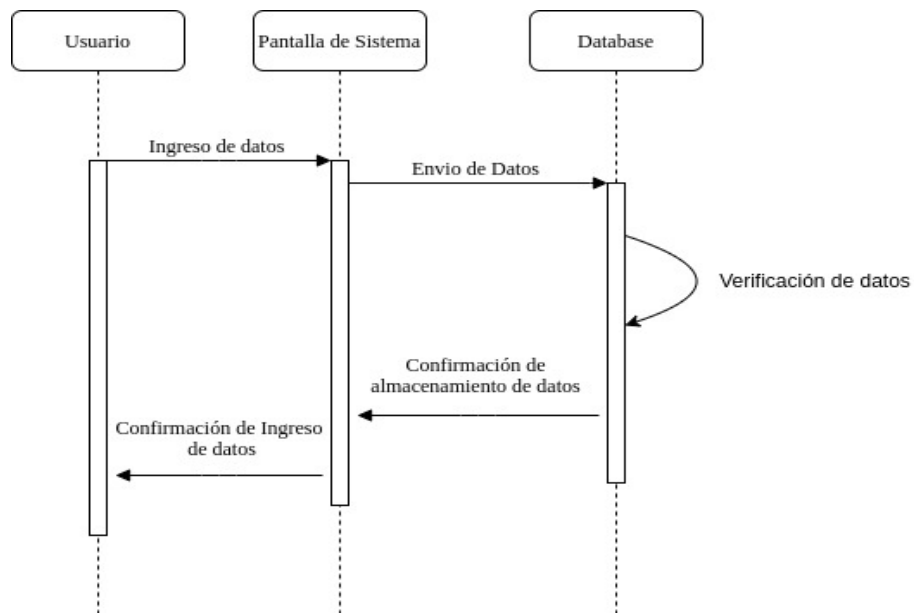 Usuario
Pantalla de Sistema
Database
Ingreso de datos
Envio de Datos
Verificación de datos
Confirmación de
almacenamiento de datos
Confirmación de Ingreso
de datos